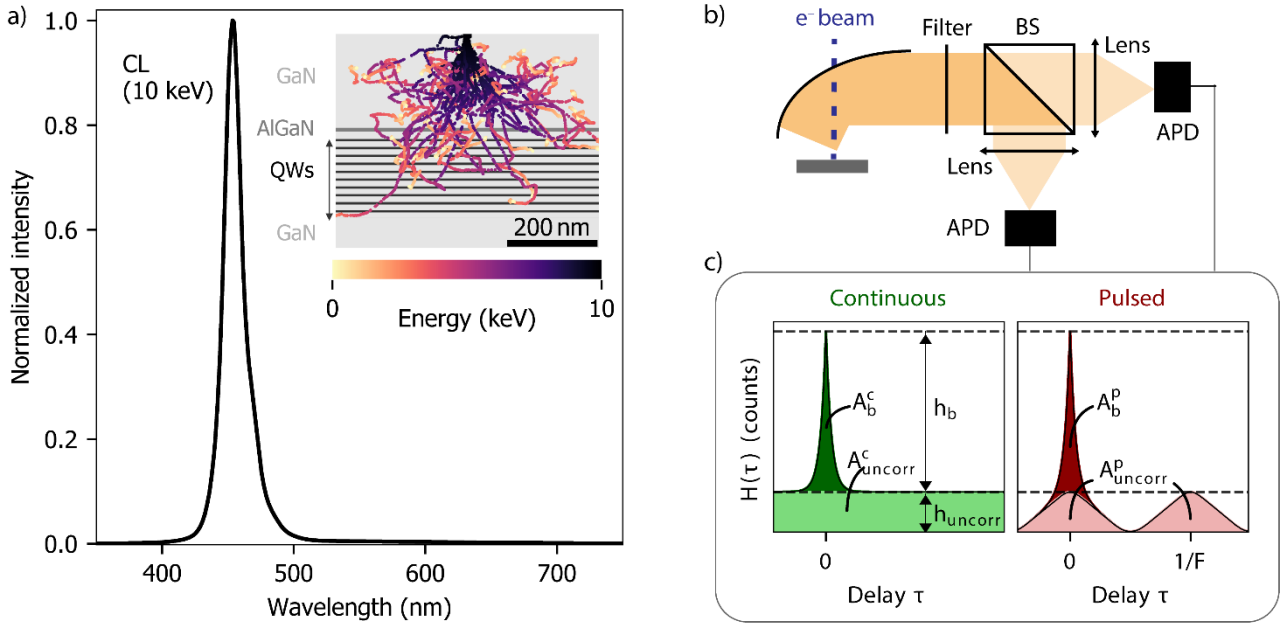 a)
Normalized intensity
1.0
0.8
0.6
0.4
0.2
0.0
CL
(10 keV)
GaN
AlGaN
QWs
GaN
200 nm
0
10
Energy (keV)
400
500
600
700
Wavelength (nm)
b)
e⁻ beam
Filter
BS
Lens
APD
Lens
APD
c)
Continuous
Pulsed
H(τ) (counts)
A_b^c
h_b
A_uncorr^c
h_uncorr
A_b^p
A_uncorr^p
0
0
1/F
Delay τ
Delay τ